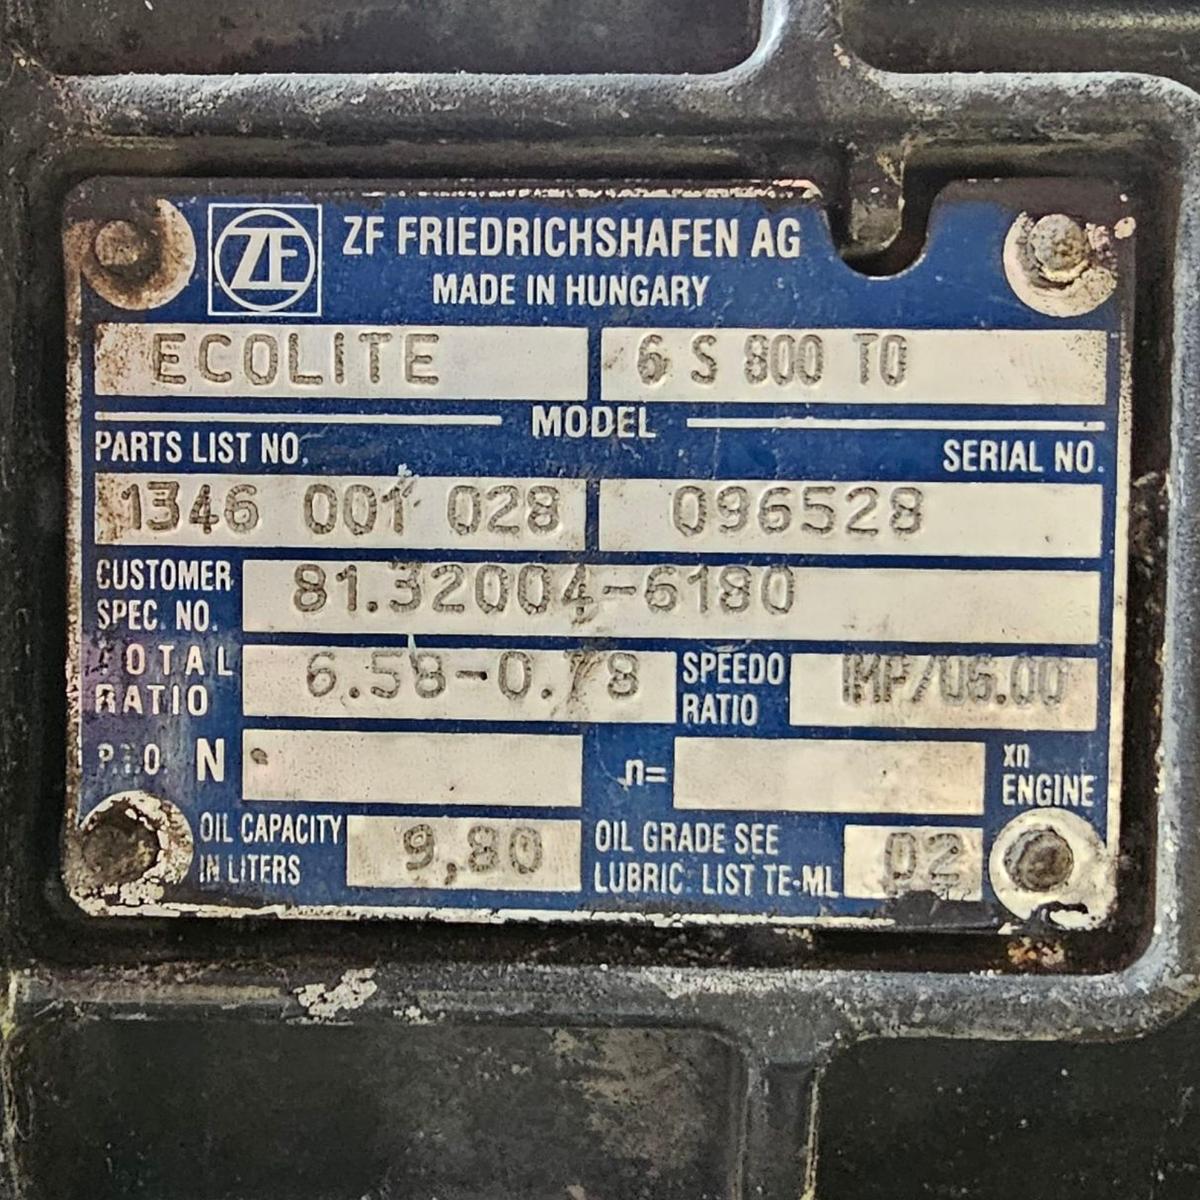 ZF ZF FRIEDRICHSHAFEN AG
MADE IN HUNGARY
ECOLITE 6 S 800 TO
MODEL
PARTS LIST NO. SERIAL NO.
1346 001 028 096528
CUSTOMER SPEC. NO. 81.32004-6180
TOTAL RATIO 6.58-0.78 SPEEDO RATIO IMP/06.00
P.T.O. N n= xn ENGINE
OIL CAPACITY IN LITERS 9,80 OIL GRADE SEE LUBRIC. LIST TE-ML 02